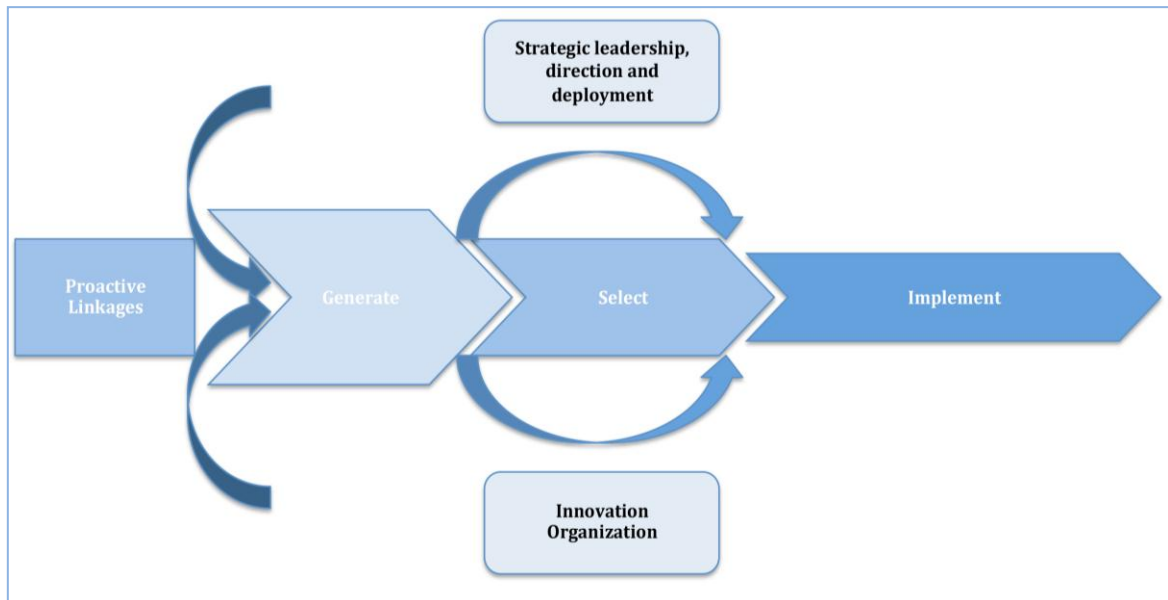 Strategic leadership,
direction and
deployment
Proactive
Linkages
Generate
Select
Implement
Innovation
Organization